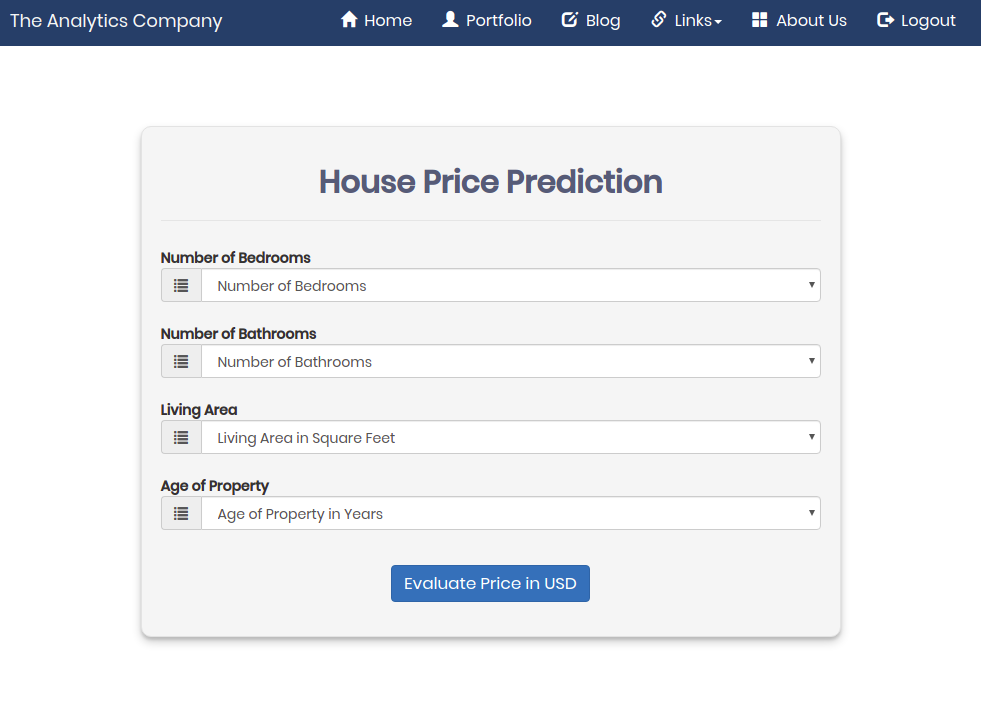 The Analytics Company Home Portfolio Blog Links About Us Logout
House Price Prediction
Number of Bedrooms
Number of Bedrooms
Number of Bathrooms
Number of Bathrooms
Living Area
Living Area in Square Feet
Age of Property
Age of Property in Years
Evaluate Price in USD